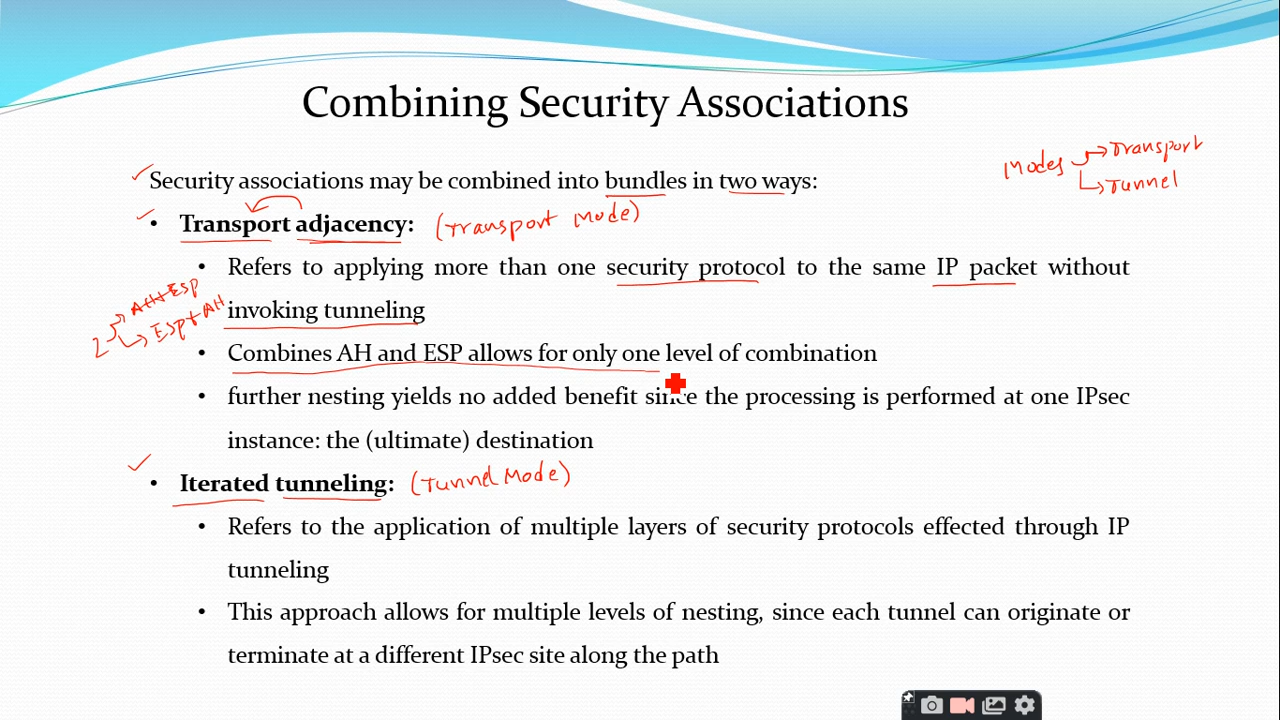 Combining Security Associations
Modes → Transport
→ Tunnel
✓ Security associations may be combined into bundles in two ways:
✓ • Transport adjacency: (Transport Mode)
• Refers to applying more than one security protocol to the same IP packet without
invoking tunneling
2 → AH+ESP
→ ESP+AH
• Combines AH and ESP allows for only one level of combination
• further nesting yields no added benefit since the processing is performed at one IPsec
instance: the (ultimate) destination
✓ • Iterated tunneling: (Tunnel Mode)
• Refers to the application of multiple layers of security protocols effected through IP
tunneling
• This approach allows for multiple levels of nesting, since each tunnel can originate or
terminate at a different IPsec site along the path